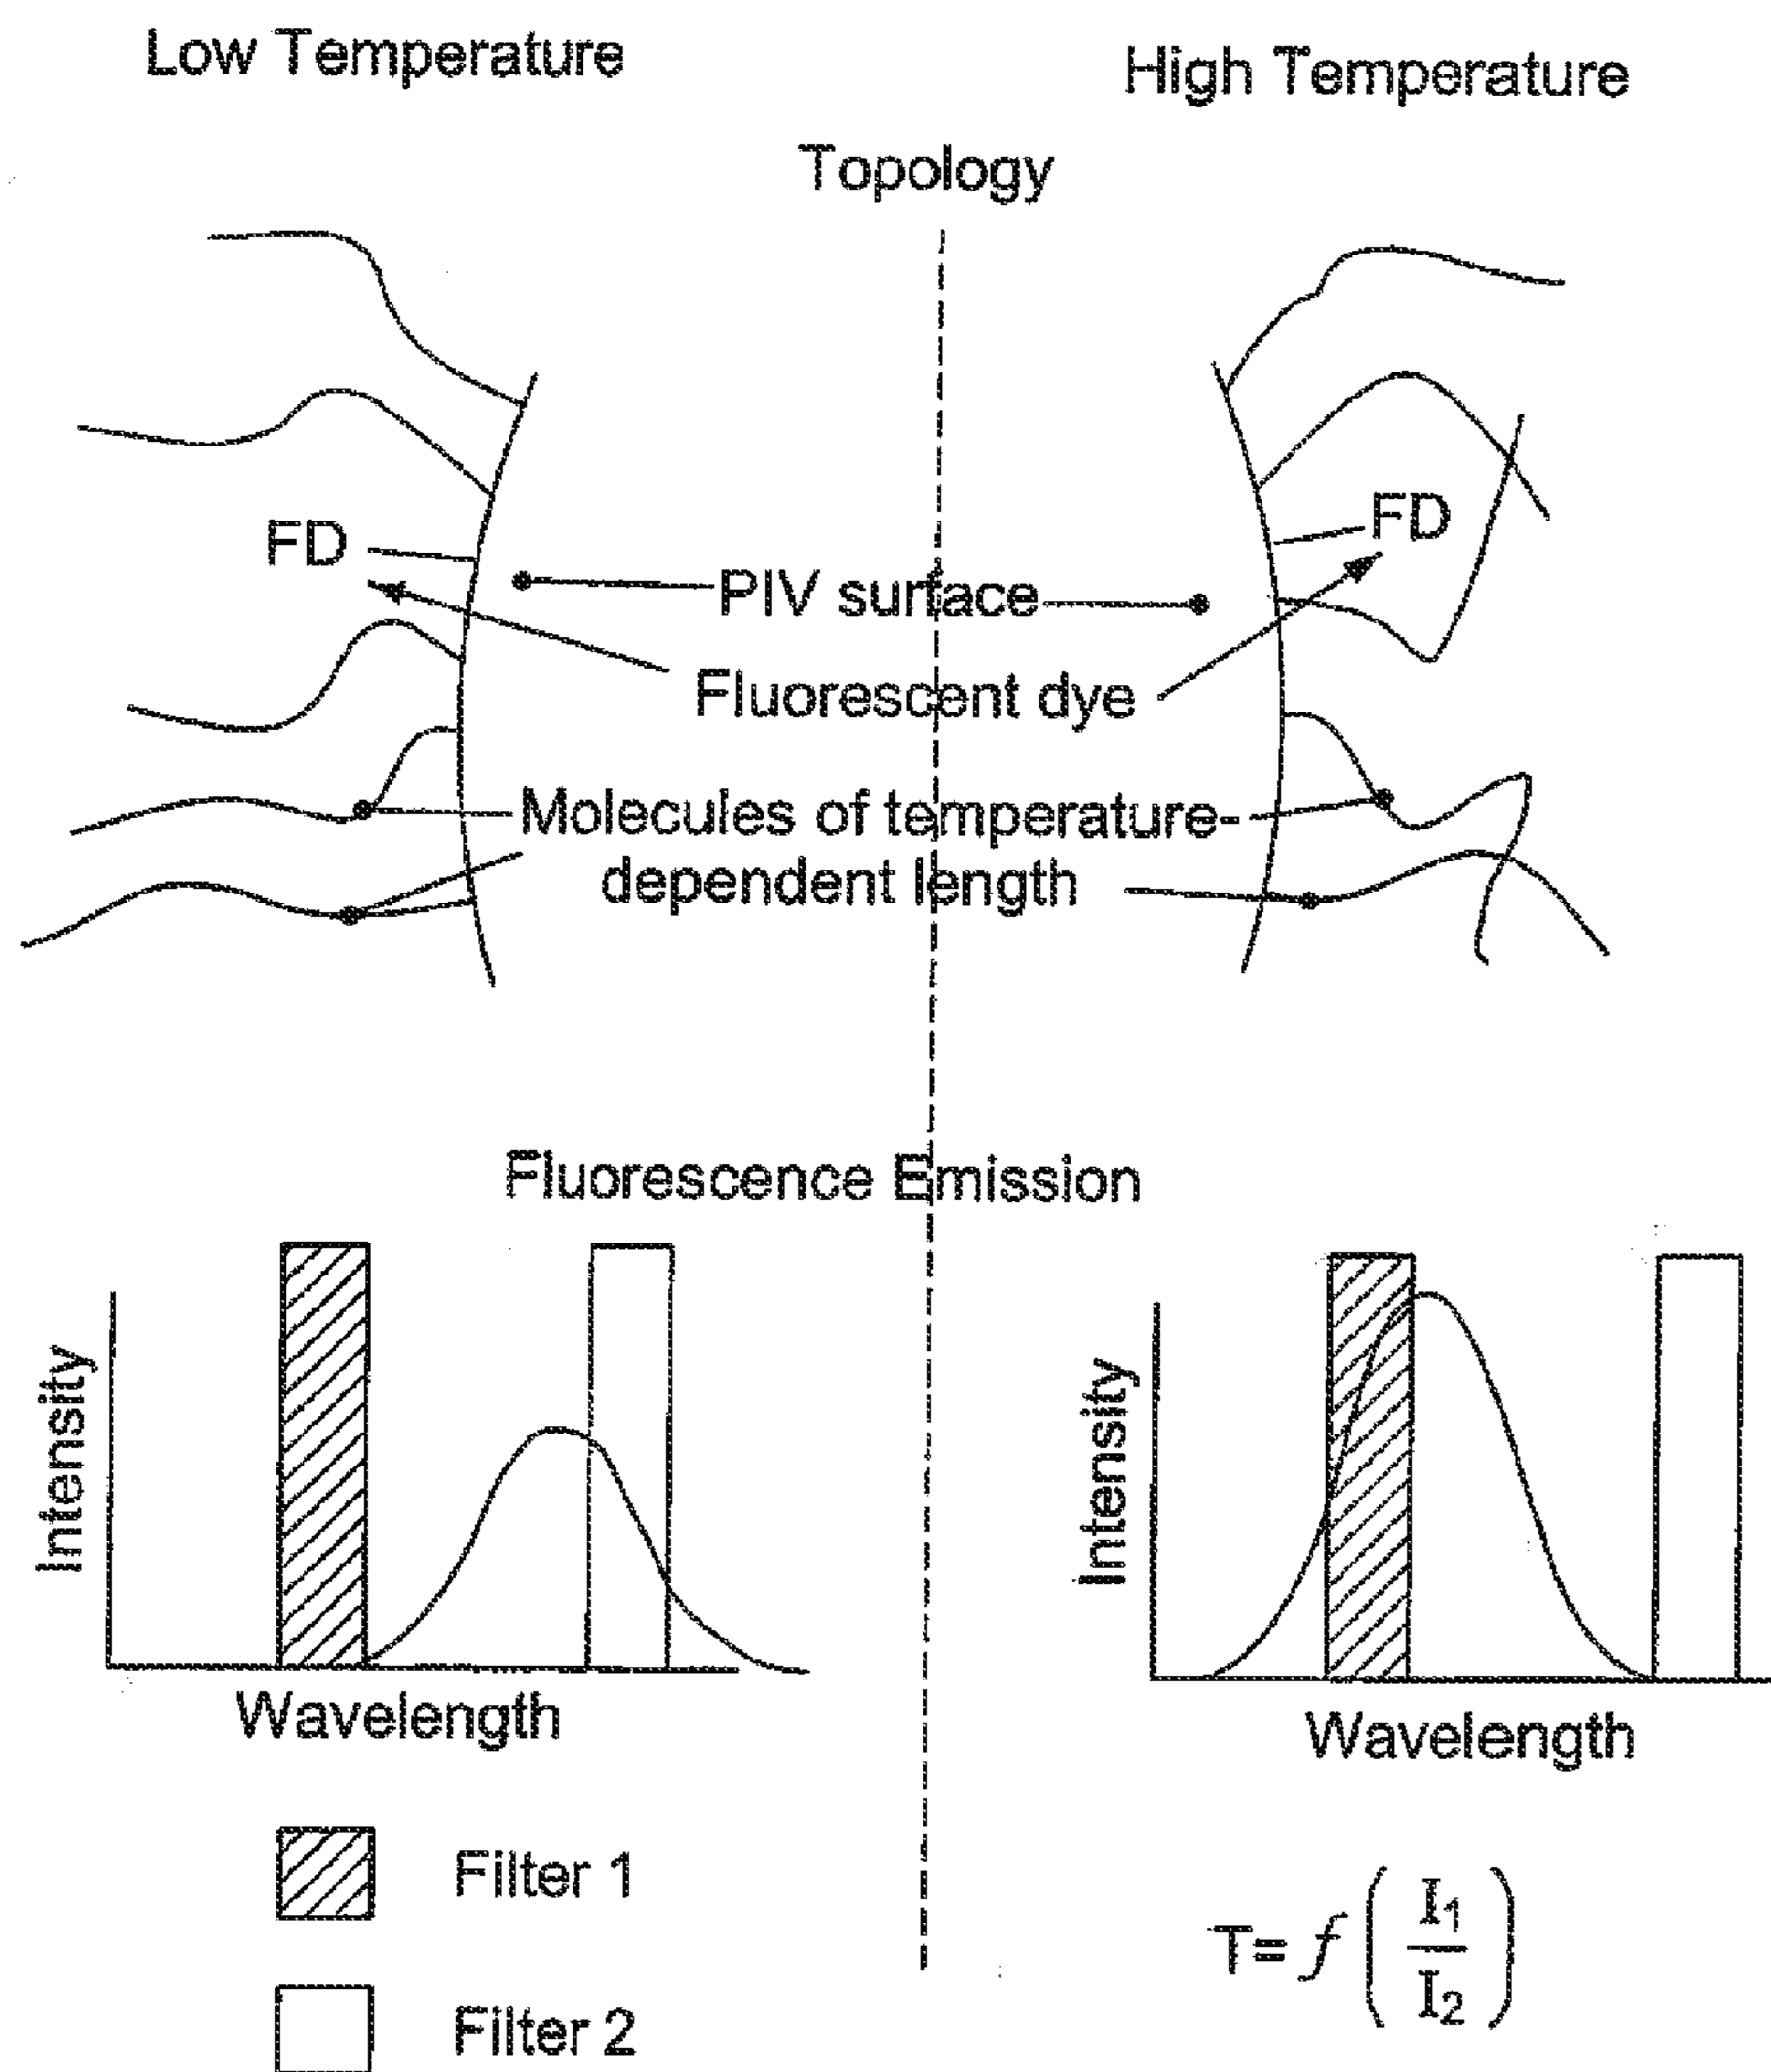 Low Temperature
High Temperature
Topology
FD
FD
PIV surface
Fluorescent dye
Molecules of temperature-
dependent length
Fluorescence Emission
Intensity
Wavelength
Intensity
Wavelength
Filter 1
Filter 2
T= f ( I₁ / I₂ )